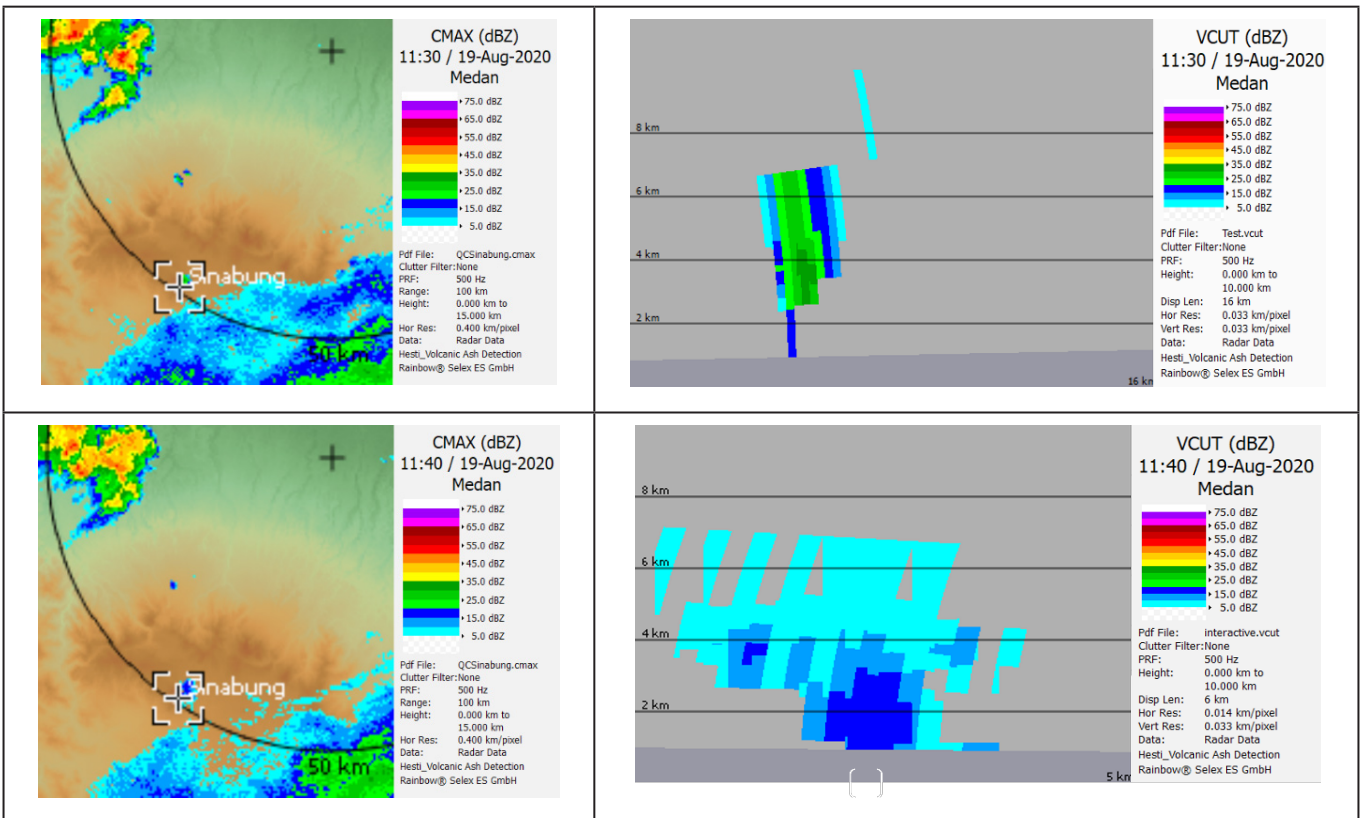 CMAX (dBZ)
11:30 / 19-Aug-2020
Medan
75.0 dBZ
65.0 dBZ
55.0 dBZ
45.0 dBZ
35.0 dBZ
25.0 dBZ
15.0 dBZ
5.0 dBZ
Pdf File: QCSinabung.cmax
Clutter Filter:None
PRF: 500 Hz
Range: 100 km
Height: 0.000 km to
15.000 km
Hor Res: 0.400 km/pixel
Data: Radar Data
Hesti_Volcanic Ash Detection
Rainbow® Selex ES GmbH
Sinabung
50 km
VCUT (dBZ)
11:30 / 19-Aug-2020
Medan
75.0 dBZ
65.0 dBZ
55.0 dBZ
45.0 dBZ
35.0 dBZ
25.0 dBZ
15.0 dBZ
5.0 dBZ
Pdf File: Test.vcut
Clutter Filter:None
PRF: 500 Hz
Height: 0.000 km to
10.000 km
Disp Len: 16 km
Hor Res: 0.033 km/pixel
Vert Res: 0.033 km/pixel
Data: Radar Data
Hesti_Volcanic Ash Detection
Rainbow® Selex ES GmbH
8 km
6 km
4 km
2 km
16 km
CMAX (dBZ)
11:40 / 19-Aug-2020
Medan
75.0 dBZ
65.0 dBZ
55.0 dBZ
45.0 dBZ
35.0 dBZ
25.0 dBZ
15.0 dBZ
5.0 dBZ
Pdf File: QCSinabung.cmax
Clutter Filter:None
PRF: 500 Hz
Range: 100 km
Height: 0.000 km to
15.000 km
Hor Res: 0.400 km/pixel
Data: Radar Data
Hesti_Volcanic Ash Detection
Rainbow® Selex ES GmbH
Sinabung
50 km
VCUT (dBZ)
11:40 / 19-Aug-2020
Medan
75.0 dBZ
65.0 dBZ
55.0 dBZ
45.0 dBZ
35.0 dBZ
25.0 dBZ
15.0 dBZ
5.0 dBZ
Pdf File: interactive.vcut
Clutter Filter:None
PRF: 500 Hz
Height: 0.000 km to
10.000 km
Disp Len: 6 km
Hor Res: 0.014 km/pixel
Vert Res: 0.033 km/pixel
Data: Radar Data
Hesti_Volcanic Ash Detection
Rainbow® Selex ES GmbH
8 km
6 km
4 km
2 km
5 km